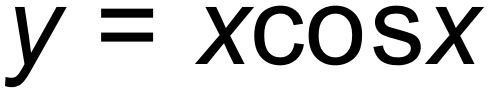 y = xcosx